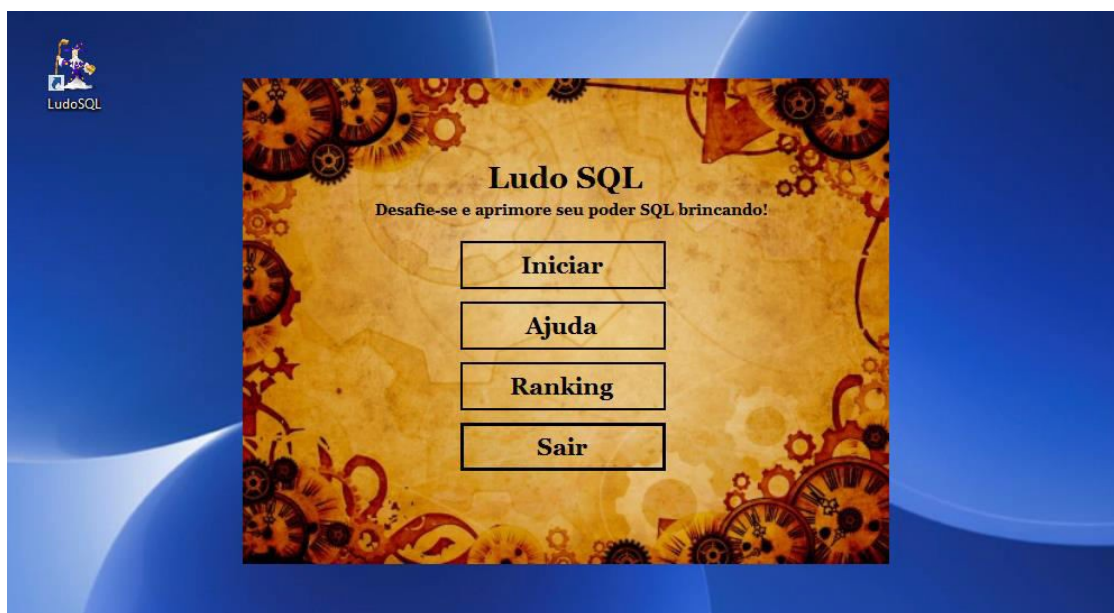 LudoSQL
Ludo SQL
Desafie-se e aprimore seu poder SQL brincando!
Iniciar
Ajuda
Ranking
Sair